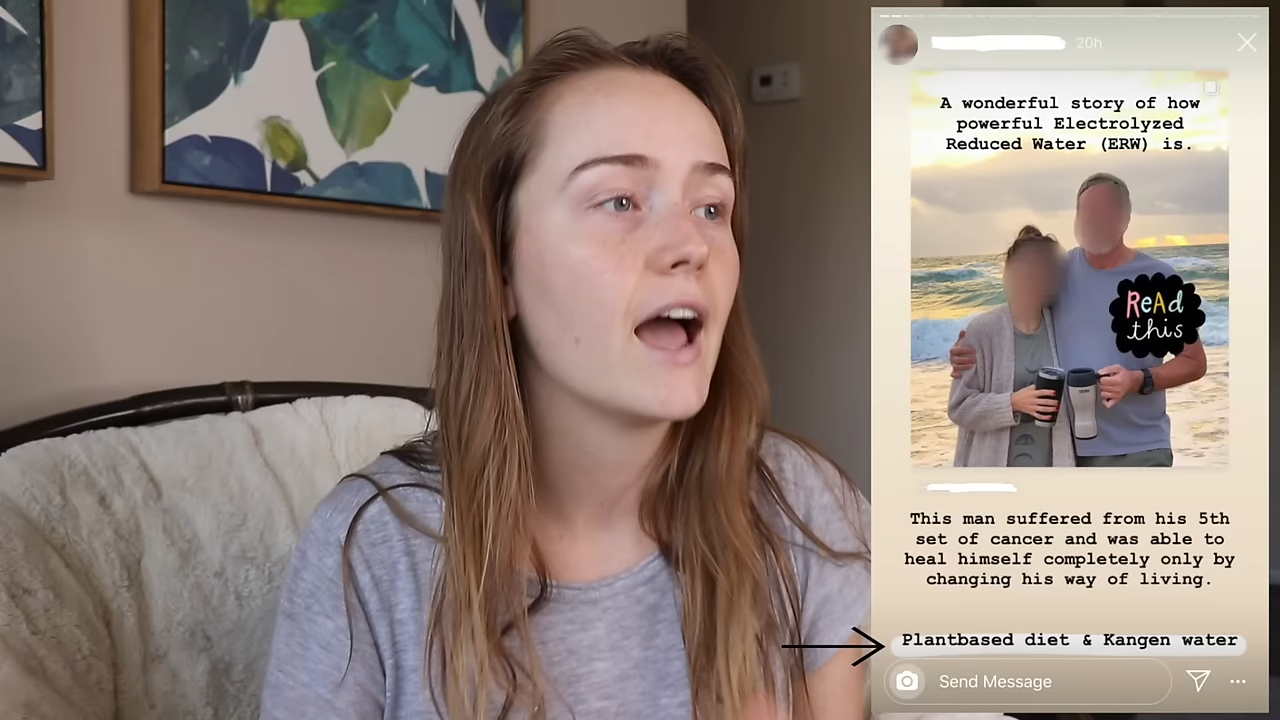 20h
A wonderful story of how
powerful Electrolyzed
Reduced Water (ERW) is.
ReAd
this
This man suffered from his 5th
set of cancer and was able to
heal himself completely only by
changing his way of living.
Plantbased diet & Kangen water
Send Message